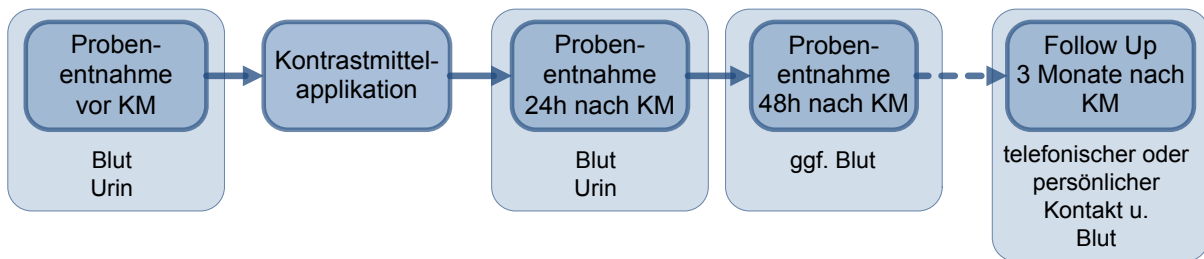 Proben-
entnahme
vor KM
Blut
Urin
Kontrastmittel-
applikation
Proben-
entnahme
24h nach KM
Blut
Urin
Proben-
entnahme
48h nach KM
ggf. Blut
Follow Up
3 Monate nach
KM
telefonischer oder
persönlicher
Kontakt u.
Blut